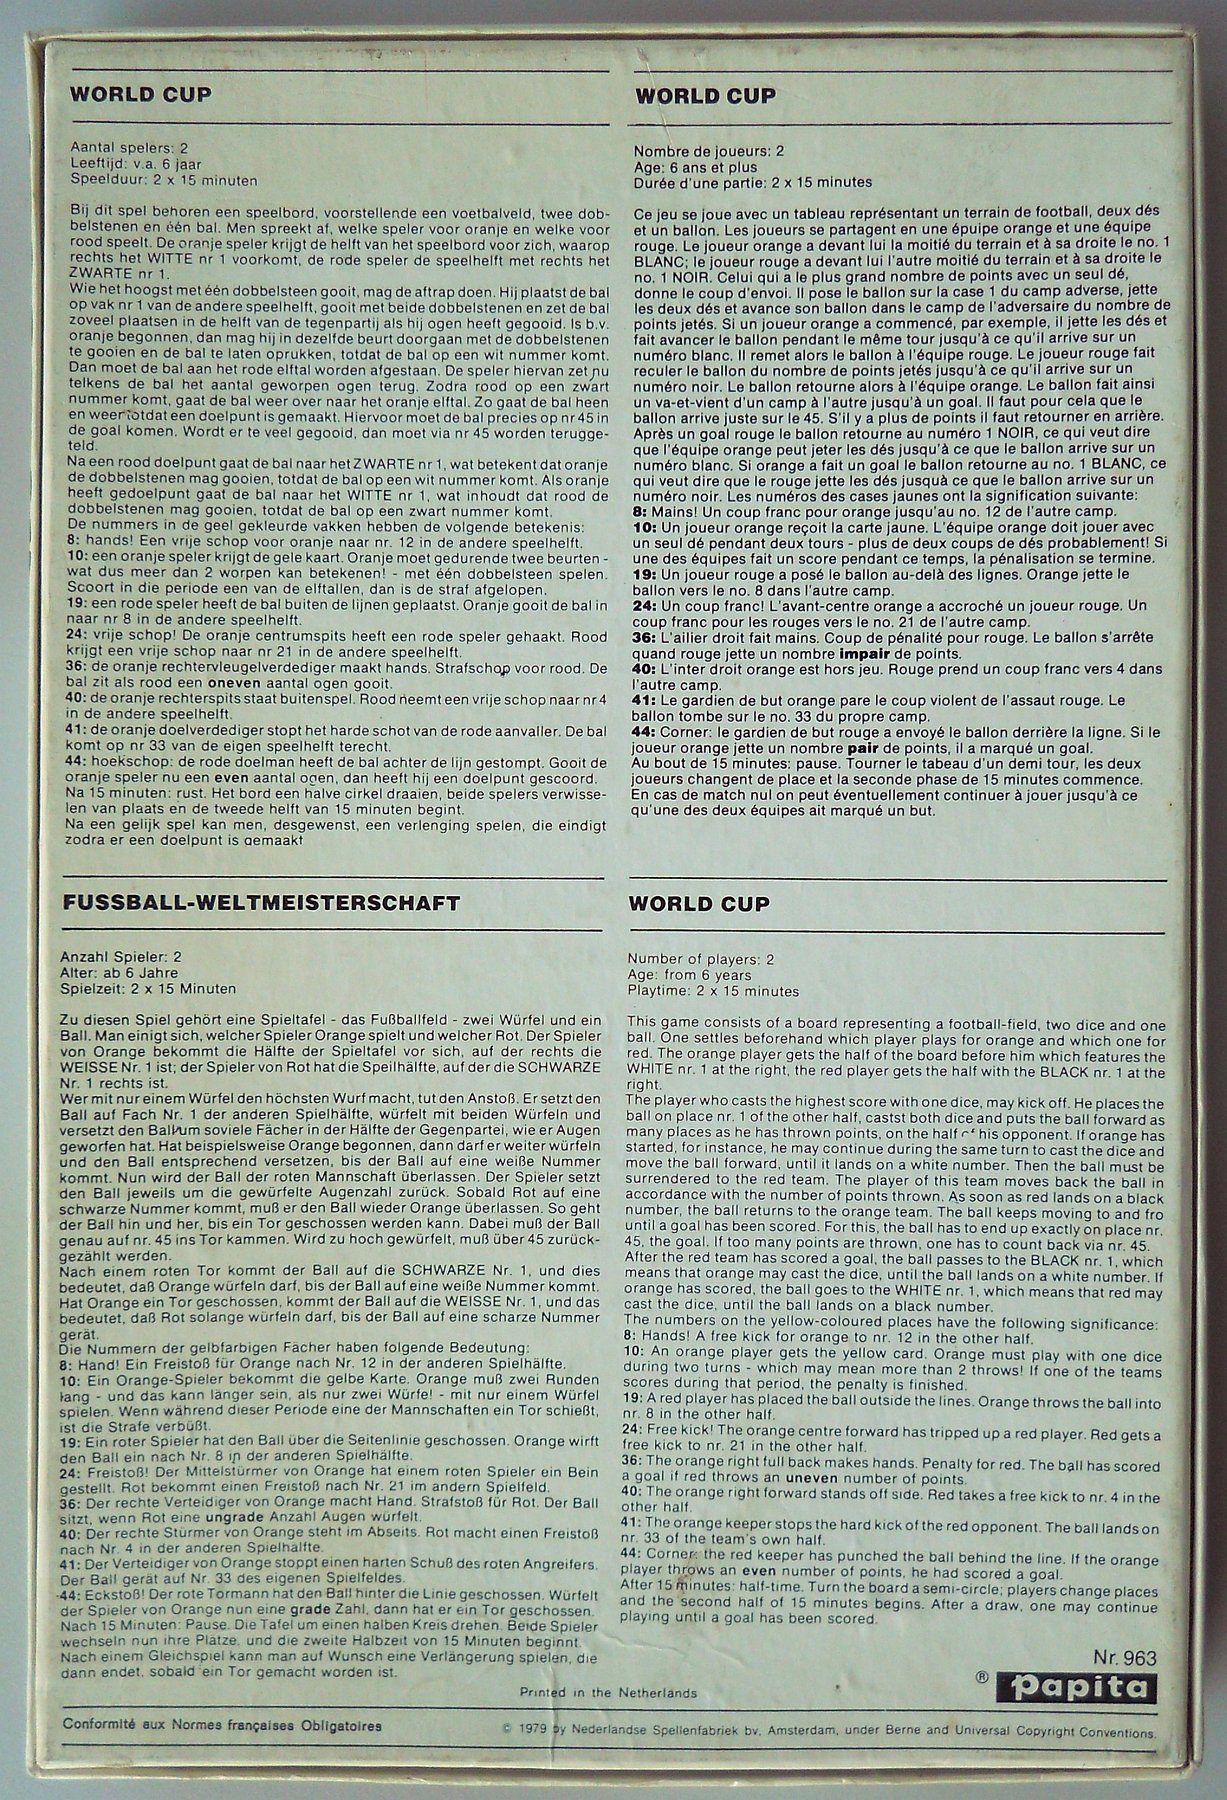 WORLD CUP
Aantal spelers: 2
Leeftijd: v.a. 6 jaar
Speelduur: 2 x 15 minuten
Bij dit spel behoren een speelbord, voorstellende een voetbalveld, twee dob-
belstenen en één bal. Men spreekt af, welke speler voor oranje en welke voor
rood speelt. De oranje speler krijgt de helft van het speelbord voor zich, waarop
rechts het WITTE nr 1 voorkomt, de rode speler de speelhelft met rechts het
ZWARTE nr 1.
Wie het hoogst met één dobbelsteen gooit, mag de aftrap doen. Hij plaatst de bal
op vak nr 1 van de andere speelhelft, gooit met beide dobbelstenen en zet de bal
zoveel plaatsen in de helft van de tegenpartij als hij ogen heeft gegooid. Is b.v.
oranje begonnen, dan mag hij in dezelfde beurt doorgaan met de dobbelstenen
te gooien en de bal te laten oprukken, totdat de bal op een wit nummer komt.
Dan moet de bal aan het rode elftal worden afgestaan. De speler hiervan zet nu
telkens de bal het aantal geworpen ogen terug. Zodra rood op een zwart
nummer komt, gaat de bal weer over naar het oranje elftal. Zo gaat de bal heen
en weer totdat een doelpunt is gemaakt. Hiervoor moet de bal precies op nr 45 in
de goal komen. Wordt er te veel gegooid, dan moet via nr 45 worden terugge-
teld.
Na een rood doelpunt gaat de bal naar het ZWARTE nr 1, wat betekent dat oranje
de dobbelstenen mag gooien, totdat de bal op een wit nummer komt. Als oranje
heeft gedoelpunt gaat de bal naar het WITTE nr 1, wat inhoudt dat rood de
dobbelstenen mag gooien, totdat de bal op een zwart nummer komt.
De nummers in de geel gekleurde vakken hebben de volgende betekenis:
8: hands! Een vrije schop voor oranje naar nr. 12 in de andere speelhelft.
10: een oranje speler krijgt de gele kaart. Oranje moet gedurende twee beurten -
wat dus meer dan 2 worpen kan betekenen! - met één dobbelsteen spelen.
Scoort in die periode een van de elftallen, dan is de straf afgelopen.
19: een rode speler heeft de bal buiten de lijnen geplaatst. Oranje gooit de bal in
naar nr 8 in de andere speelhelft.
24: vrije schop! De oranje centrumspits heeft een rode speler gehaakt. Rood
krijgt een vrije schop naar nr 21 in de andere speelhelft.
36: de oranje rechtervleugelverdediger maakt hands. Strafschop voor rood. De
bal zit als rood een oneven aantal ogen gooit.
40: de oranje rechterspits staat buitenspel. Rood neemt een vrije schop naar nr 4
in de andere speelhelft.
41: de oranje doelverdediger stopt het harde schot van de rode aanvaller. De bal
komt op nr 33 van de eigen speelhelft terecht.
44: hoekschop: de rode doelman heeft de bal achter de lijn gestompt. Gooit de
oranje speler nu een even aantal ogen, dan heeft hij een doelpunt gescoord.
Na 15 minuten: rust. Het bord een halve cirkel draaien, beide spelers verwisse-
len van plaats en de tweede helft van 15 minuten begint.
Na een gelijk spel kan men, desgewenst, een verlenging spelen, die eindigt
zodra er een doelpunt is gemaakt
WORLD CUP
Nombre de joueurs: 2
Age: 6 ans et plus
Durée d'une partie: 2 x 15 minutes
Ce jeu se joue avec un tableau représentant un terrain de football, deux dés
et un ballon. Les joueurs se partagent en une épuipe orange et une équipe
rouge. Le joueur orange a devant lui la moitié du terrain et à sa droite le no. 1
BLANC; le joueur rouge a devant lui l'autre moitié du terrain et à sa droite le
no. 1 NOIR. Celui qui a le plus grand nombre de points avec un seul dé,
donne le coup d'envoi. Il pose le ballon sur la case 1 du camp adverse, jette
les deux dés et avance son ballon dans le camp de l'adversaire du nombre de
points jetés. Si un joueur orange a commencé, par exemple, il jette les dés et
fait avancer le ballon pendant le même tour jusqu'à ce qu'il arrive sur un
numéro blanc. Il remet alors le ballon à l'équipe rouge. Le joueur rouge fait
reculer le ballon du nombre de points jetés jusqu'à ce qu'il arrive sur un
numéro noir. Le ballon retourne alors à l'équipe orange. Le ballon fait ainsi
un va-et-vient d'un camp à l'autre jusqu'à un goal. Il faut pour cela que le
ballon arrive juste sur le 45. S'il y a plus de points il faut retourner en arrière.
Après un goal rouge le ballon retourne au numéro 1 NOIR, ce qui veut dire
que l'équipe orange peut jeter les dés jusqu'à ce que le ballon arrive sur un
numéro blanc. Si orange a fait un goal le ballon retourne au no. 1 BLANC, ce
qui veut dire que le rouge jette les dés jusquà ce que le ballon arrive sur un
numéro noir. Les numéros des cases jaunes ont la signification suivante:
8: Mains! Un coup franc pour orange jusqu'au no. 12 de l'autre camp.
10: Un joueur orange reçoit la carte jaune. L'équipe orange doit jouer avec
un seul dé pendant deux tours - plus de deux coups de dés probablement! Si
une des équipes fait un score pendant ce temps, la pénalisation se termine.
19: Un joueur rouge a posé le ballon au-delà des lignes. Orange jette le
ballon vers le no. 8 dans l'autre camp.
24: Un coup franc! L'avant-centre orange a accroché un joueur rouge. Un
coup franc pour les rouges vers le no. 21 de l'autre camp.
36: L'ailier droit fait mains. Coup de pénalité pour rouge. Le ballon s'arrête
quand rouge jette un nombre impair de points.
40: L'inter droit orange est hors jeu. Rouge prend un coup franc vers 4 dans
l'autre camp.
41: Le gardien de but orange pare le coup violent de l'assaut rouge. Le
ballon tombe sur le no. 33 du propre camp.
44: Corner: le gardien de but rouge a envoyé le ballon derrière la ligne. Si le
joueur orange jette un nombre pair de points, il a marqué un goal.
Au bout de 15 minutes: pause. Tourner le tabeau d'un demi tour, les deux
joueurs changent de place et la seconde phase de 15 minutes commence.
En cas de match nul on peut éventuellement continuer à jouer jusqu'à ce
qu'une des deux équipes ait marqué un but.
FUSSBALL-WELTMEISTERSCHAFT
Anzahl Spieler: 2
Alter: ab 6 Jahre
Spielzeit: 2 x 15 Minuten
Zu diesen Spiel gehört eine Spieltafel - das Fußballfeld - zwei Würfel und ein
Ball. Man einigt sich, welcher Spieler Orange spielt und welcher Rot. Der Spieler
von Orange bekommt die Hälfte der Spieltafel vor sich, auf der rechts die
WEISSE Nr. 1 ist; der Spieler von Rot hat die Speilhälfte, auf der die SCHWARZE
Nr. 1 rechts ist.
Wer mit nur einem Würfel den höchsten Wurf macht, tut den Anstoß. Er setzt den
Ball auf Fach Nr. 1 der anderen Spielhälfte, würfelt mit beiden Würfeln und
versetzt den Ball um soviele Fächer in der Hälfte der Gegenpartei, wie er Augen
geworfen hat. Hat beispielsweise Orange begonnen, dann darf er weiter würfeln
und den Ball entsprechend versetzen, bis der Ball auf eine weiße Nummer
kommt. Nun wird der Ball der roten Mannschaft überlassen. Der Spieler setzt
den Ball jeweils um die gewürfelte Augenzahl zurück. Sobald Rot auf eine
schwarze Nummer kommt, muß er den Ball wieder Orange überlassen. So geht
der Ball hin und her, bis ein Tor geschossen werden kann. Dabei muß der Ball
genau auf nr. 45 ins Tor kammen. Wird zu hoch gewürfelt, muß über 45 zurück-
gezählt werden.
Nach einem roten Tor kommt der Ball auf die SCHWARZE Nr. 1, und dies
bedeutet, daß Orange würfeln darf, bis der Ball auf eine weiße Nummer kommt.
Hat Orange ein Tor geschossen, kommt der Ball auf die WEISSE Nr. 1, und das
bedeutet, daß Rot solange würfeln darf, bis der Ball auf eine scharze Nummer
gerät.
Die Nummern der gelbfarbigen Fächer haben folgende Bedeutung:
8: Hand! Ein Freistoß für Orange nach Nr. 12 in der anderen Spielhälfte.
10: Ein Orange-Spieler bekommt die gelbe Karte. Orange muß zwei Runden
lang - und das kann länger sein, als nur zwei Würfe! - mit nur einem Würfel
spielen. Wenn während dieser Periode eine der Mannschaften ein Tor schießt,
ist die Strafe verbüßt.
19: Ein roter Spieler hat den Ball über die Seitenlinie geschossen. Orange wirft
den Ball ein nach Nr. 8 in der anderen Spielhälfte.
24: Freistoß! Der Mittelstürmer von Orange hat einem roten Spieler ein Bein
gestellt. Rot bekommt einen Freistoß nach Nr. 21 im andern Spielfeld.
36: Der rechte Verteidiger von Orange macht Hand. Strafstoß für Rot. Der Ball
sitzt, wenn Rot eine ungrade Anzahl Augen würfelt.
40: Der rechte Stürmer von Orange steht im Abseits. Rot macht einen Freistoß
nach Nr. 4 in der anderen Spielhälfte.
41: Der Verteidiger von Orange stoppt einen harten Schuß des roten Angreifers.
Der Ball gerät auf Nr. 33 des eigenen Spielfeldes.
44: Eckstoß! Der rote Tormann hat den Ball hinter die Linie geschossen. Würfelt
der Spieler von Orange nun eine grade Zahl, dann hat er ein Tor geschossen.
Nach 15 Minuten: Pause. Die Tafel um einen halben Kreis drehen. Beide Spieler
wechseln nun ihre Plätze, und die zweite Halbzeit von 15 Minuten beginnt.
Nach einem Gleichspiel kann man auf Wunsch eine Verlängerung spielen, die
dann endet, sobald ein Tor gemacht worden ist.
WORLD CUP
Number of players: 2
Age: from 6 years
Playtime: 2 x 15 minutes
This game consists of a board representing a football-field, two dice and one
ball. One settles beforehand which player plays for orange and which one for
red. The orange player gets the half of the board before him which features the
WHITE nr. 1 at the right, the red player gets the half with the BLACK nr. 1 at the
right.
The player who casts the highest score with one dice, may kick off. He places the
ball on place nr. 1 of the other half, castst both dice and puts the ball forward as
many places as he has thrown points, on the half of his opponent. If orange has
started, for instance, he may continue during the same turn to cast the dice and
move the ball forward, until it lands on a white number. Then the ball must be
surrendered to the red team. The player of this team moves back the ball in
accordance with the number of points thrown. As soon as red lands on a black
number, the ball returns to the orange team. The ball keeps moving to and fro
until a goal has been scored. For this, the ball has to end up exactly on place nr.
45, the goal. If too many points are thrown, one has to count back via nr. 45.
After the red team has scored a goal, the ball passes to the BLACK nr. 1, which
means that orange may cast the dice, until the ball lands on a white number. If
orange has scored, the ball goes to the WHITE nr. 1, which means that red may
cast the dice, until the ball lands on a black number.
The numbers on the yellow-coloured places have the following significance:
8: Hands! A free kick for orange to nr. 12 in the other half.
10: An orange player gets the yellow card. Orange must play with one dice
during two turns - which may mean more than 2 throws! If one of the teams
scores during that period, the penalty is finished.
19: A red player has placed the ball outside the lines. Orange throws the ball into
nr. 8 in the other half.
24: Free kick! The orange centre forward has tripped up a red player. Red gets a
free kick to nr. 21 in the other half.
36: The orange right full back makes hands. Penalty for red. The ball has scored
a goal if red throws an uneven number of points.
40: The orange right forward stands off side. Red takes a free kick to nr. 4 in the
other half.
41: The orange keeper stops the hard kick of the red opponent. The ball lands on
nr. 33 of the team's own half.
44: Corner: the red keeper has punched the ball behind the line. If the orange
player throws an even number of points, he had scored a goal.
After 15 minutes: half-time. Turn the board a semi-circle; players change places
and the second half of 15 minutes begins. After a draw, one may continue
playing until a goal has been scored.
Nr. 963
® Papita
Printed in the Netherlands
Conformité aux Normes françaises Obligatoires
© 1979 by Nederlandse Spellenfabriek bv, Amsterdam, under Berne and Universal Copyright Conventions.